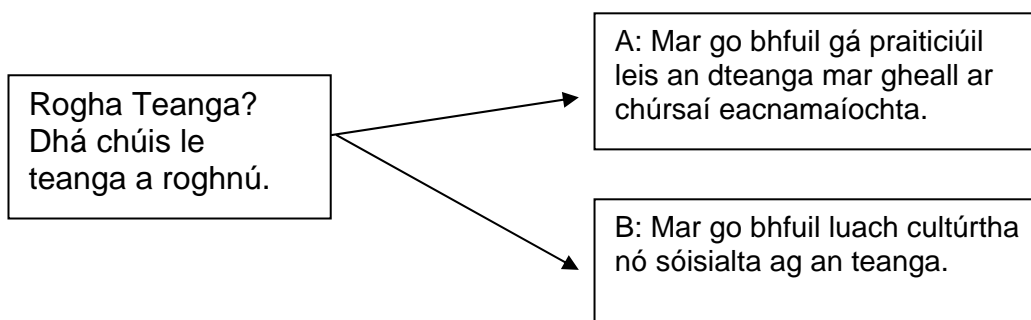 Rogha Teanga?
Dhá chúis le
teanga a roghnú.
A: Mar go bhfuil gá praiticiúil
leis an dteanga mar gheall ar
chúrsaí eacnamaíochta.
B: Mar go bhfuil luach cultúrtha
nó sóisialta ag an teanga.